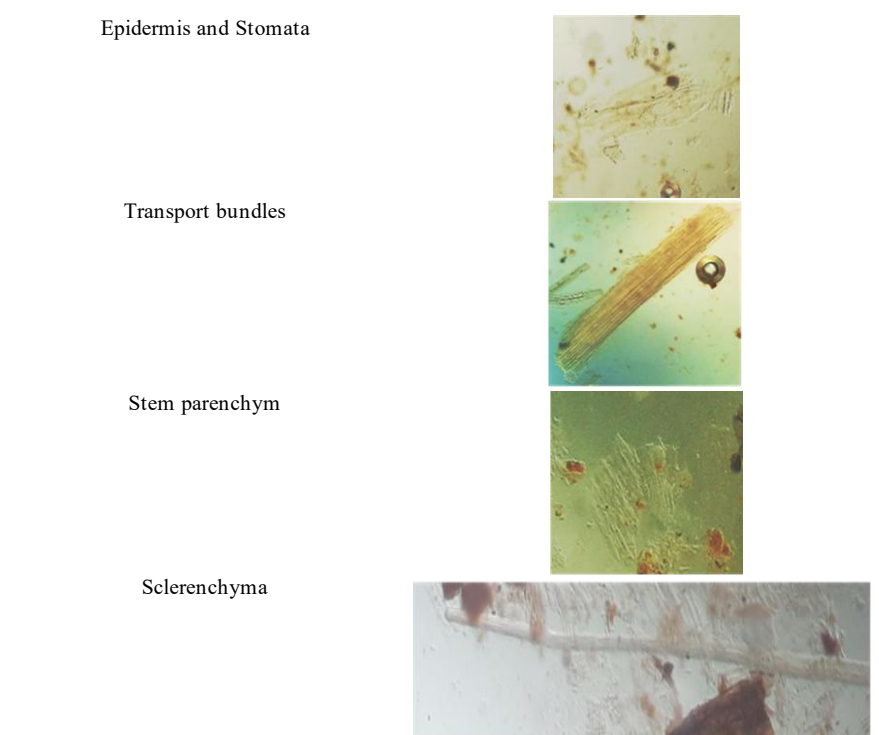 Epidermis and Stomata
Transport bundles
Stem parenchym
Sclerenchyma